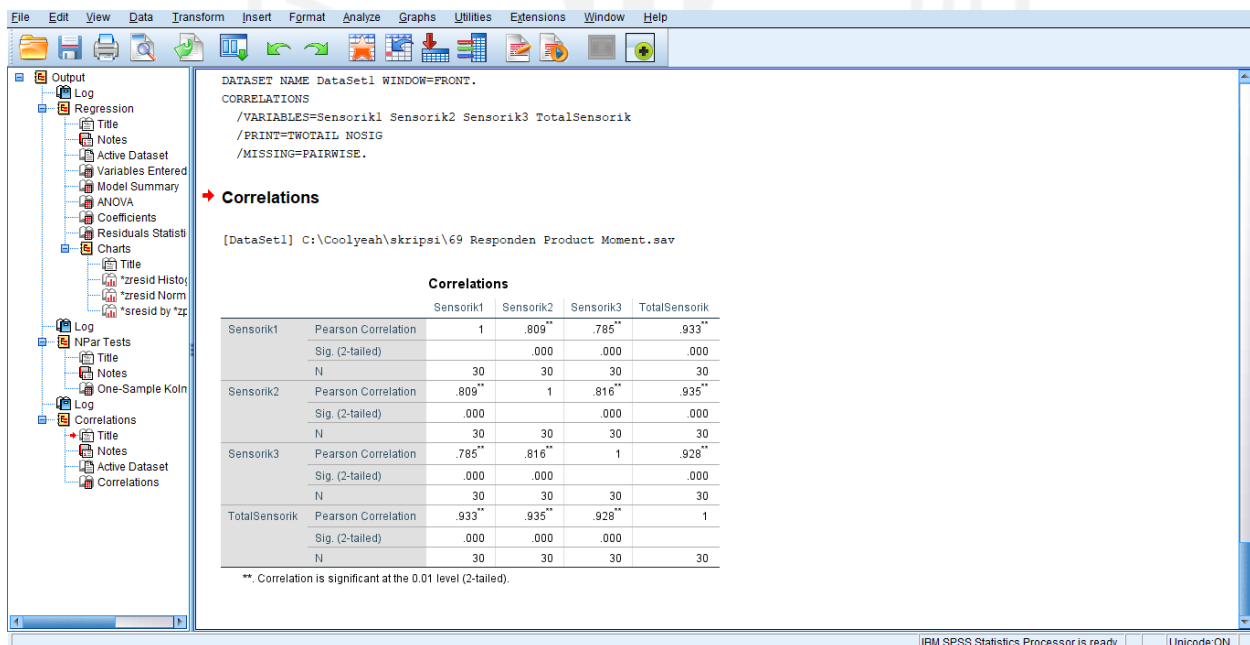 File Edit View Data Transform Insert Format Analyze Graphs Utilities Extensions Window Help
Output
Log
Regression
Title
Notes
Active Dataset
Variables Entered
Model Summary
ANOVA
Coefficients
Residuals Statisti
Charts
Title
*zresid Histog
*zresid Norm
*sresid by *zp
Log
NPar Tests
Title
Notes
One-Sample Kolm
Log
Correlations
Title
Notes
Active Dataset
Correlations
DATASET NAME DataSet1 WINDOW=FRONT.
CORRELATIONS
/VARIABLES=Sensorik1 Sensorik2 Sensorik3 TotalSensorik
/PRINT=TWOTAIL NOSIG
/MISSING=PAIRWISE.
Correlations
[DataSet1] C:\Coolyeah\skripsi\69 Responden Product Moment.sav
Correlations
Sensorik1 Sensorik2 Sensorik3 TotalSensorik
Sensorik1 Pearson Correlation 1 .809** .785** .933**
Sig. (2-tailed) .000 .000 .000
N 30 30 30 30
Sensorik2 Pearson Correlation .809** 1 .816** .935**
Sig. (2-tailed) .000 .000 .000
N 30 30 30 30
Sensorik3 Pearson Correlation .785** .816** 1 .928**
Sig. (2-tailed) .000 .000 .000
N 30 30 30 30
TotalSensorik Pearson Correlation .933** .935** .928** 1
Sig. (2-tailed) .000 .000 .000
N 30 30 30 30
**. Correlation is significant at the 0.01 level (2-tailed).
IBM SPSS Statistics Processor is ready Unicode:ON